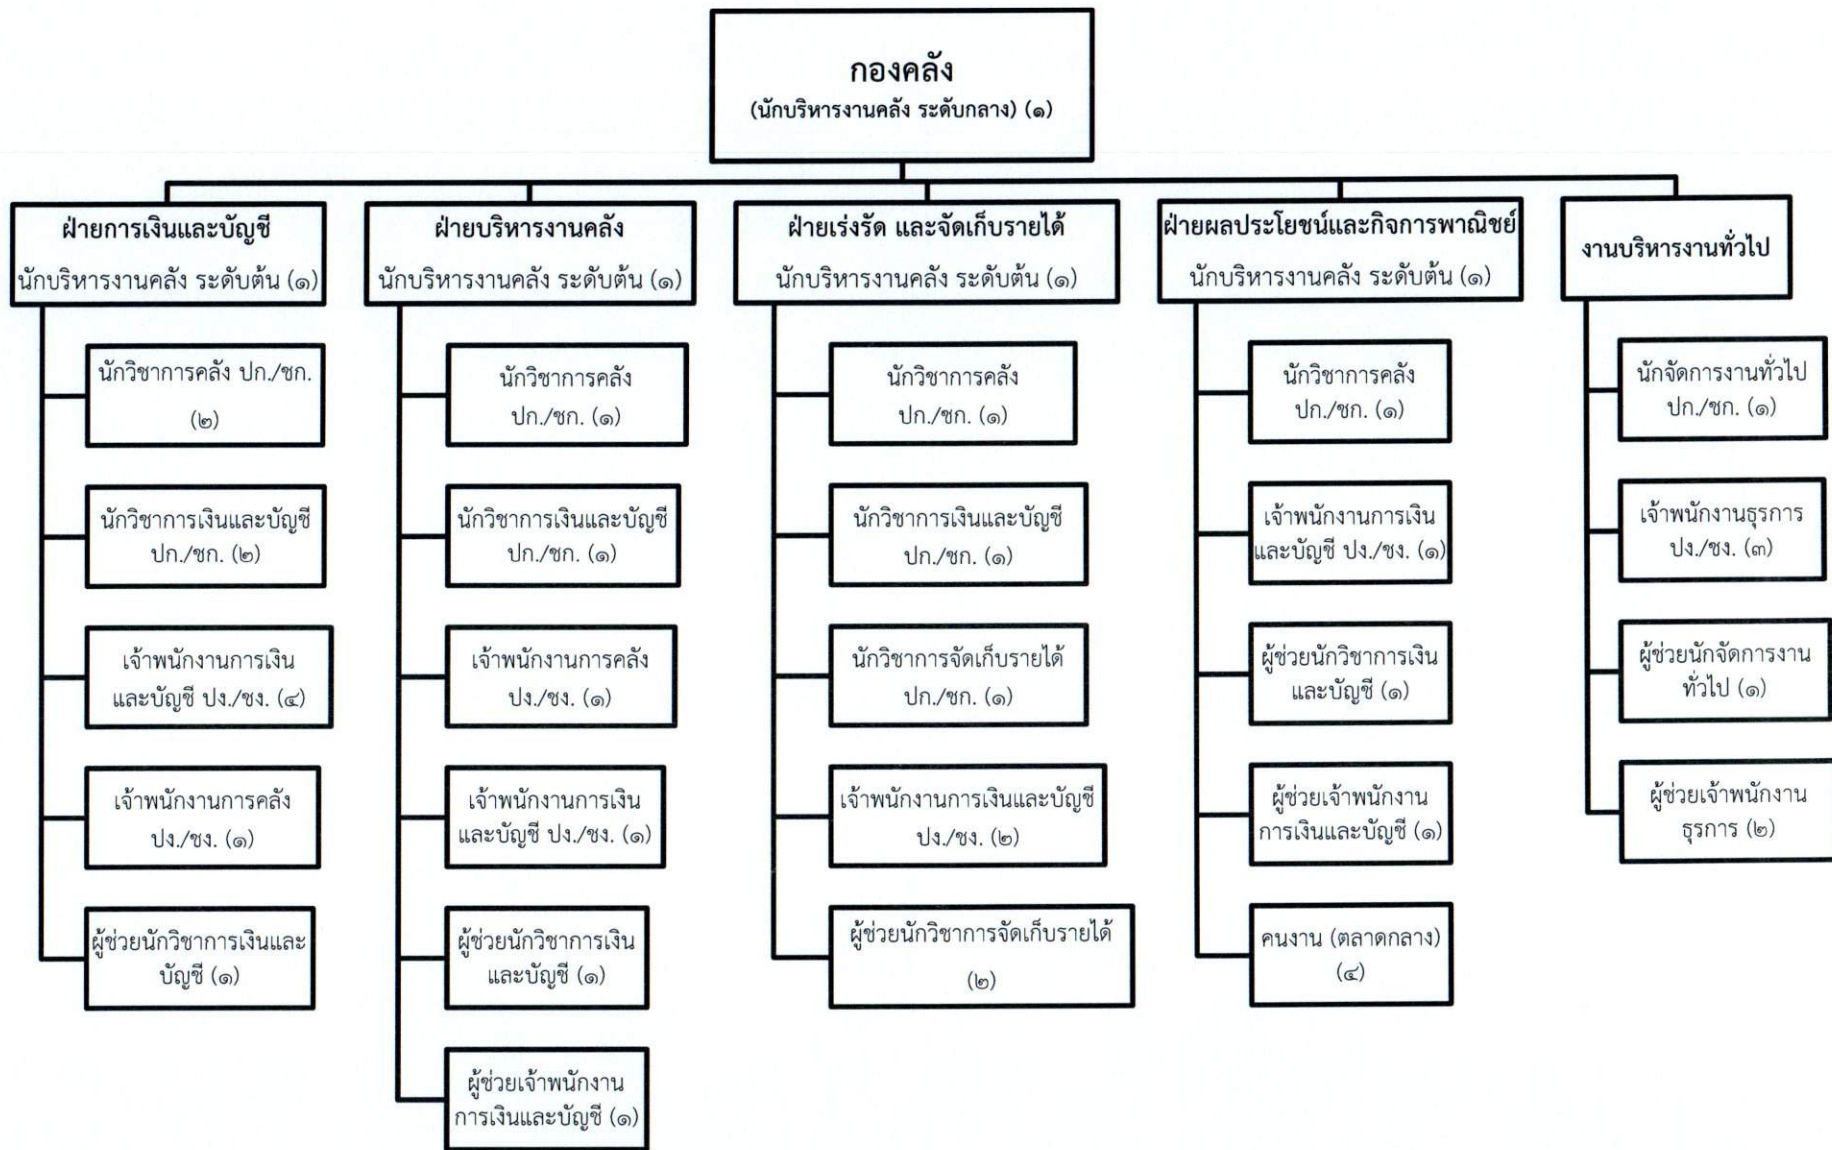 กองคลัง
(นักบริหารงานคลัง ระดับกลาง) (๑)
ฝ่ายการเงินและบัญชี
นักบริหารงานคลัง ระดับต้น (๑)
นักวิชาการคลัง ปก./ชก.
(๒)
นักวิชาการเงินและบัญชี
ปก./ชก. (๒)
เจ้าพนักงานการเงิน
และบัญชี ปง./ชง. (๔)
เจ้าพนักงานการคลัง
ปง./ชง. (๑)
ผู้ช่วยนักวิชาการเงินและ
บัญชี (๑)
ฝ่ายบริหารงานคลัง
นักบริหารงานคลัง ระดับต้น (๑)
นักวิชาการคลัง
ปก./ชก. (๑)
นักวิชาการเงินและบัญชี
ปก./ชก. (๑)
เจ้าพนักงานการคลัง
ปง./ชง. (๑)
เจ้าพนักงานการเงิน
และบัญชี ปง./ชง. (๑)
ผู้ช่วยนักวิชาการเงิน
และบัญชี (๑)
ผู้ช่วยเจ้าพนักงาน
การเงินและบัญชี (๑)
ฝ่ายเร่งรัด และจัดเก็บรายได้
นักบริหารงานคลัง ระดับต้น (๑)
นักวิชาการคลัง
ปก./ชก. (๑)
นักวิชาการเงินและบัญชี
ปก./ชก. (๑)
นักวิชาการจัดเก็บรายได้
ปก./ชก. (๑)
เจ้าพนักงานการเงินและบัญชี
ปง./ชง. (๒)
ผู้ช่วยนักวิชาการจัดเก็บรายได้
(๒)
ฝ่ายผลประโยชน์และกิจการพาณิชย์
นักบริหารงานคลัง ระดับต้น (๑)
นักวิชาการคลัง
ปก./ชก. (๑)
เจ้าพนักงานการเงิน
และบัญชี ปง./ชง. (๑)
ผู้ช่วยนักวิชาการเงิน
และบัญชี (๑)
ผู้ช่วยเจ้าพนักงาน
การเงินและบัญชี (๑)
คนงาน (ตลาดกลาง)
(๔)
งานบริหารงานทั่วไป
นักจัดการงานทั่วไป
ปก./ชก. (๑)
เจ้าพนักงานธุรการ
ปง./ชง. (๓)
ผู้ช่วยนักจัดการงาน
ทั่วไป (๑)
ผู้ช่วยเจ้าพนักงาน
ธุรการ (๒)